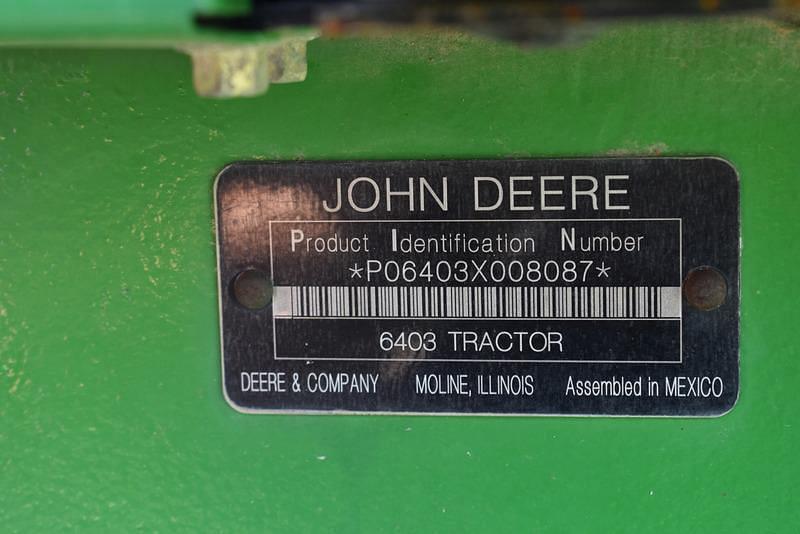 JOHN DEERE
Product Identification Number
*P06403X008087*
6403 TRACTOR
DEERE & COMPANY MOLINE, ILLINOIS Assembled in MEXICO